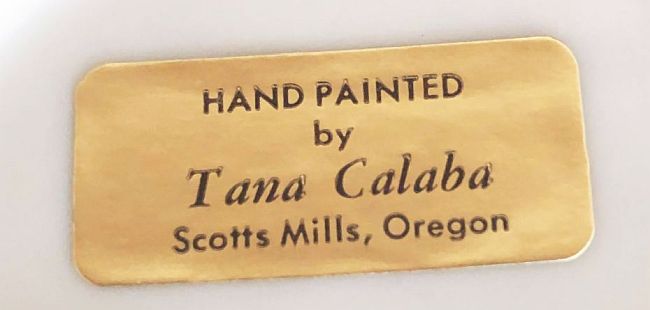 HAND PAINTED
by
Tana Calaba
Scotts Mills, Oregon